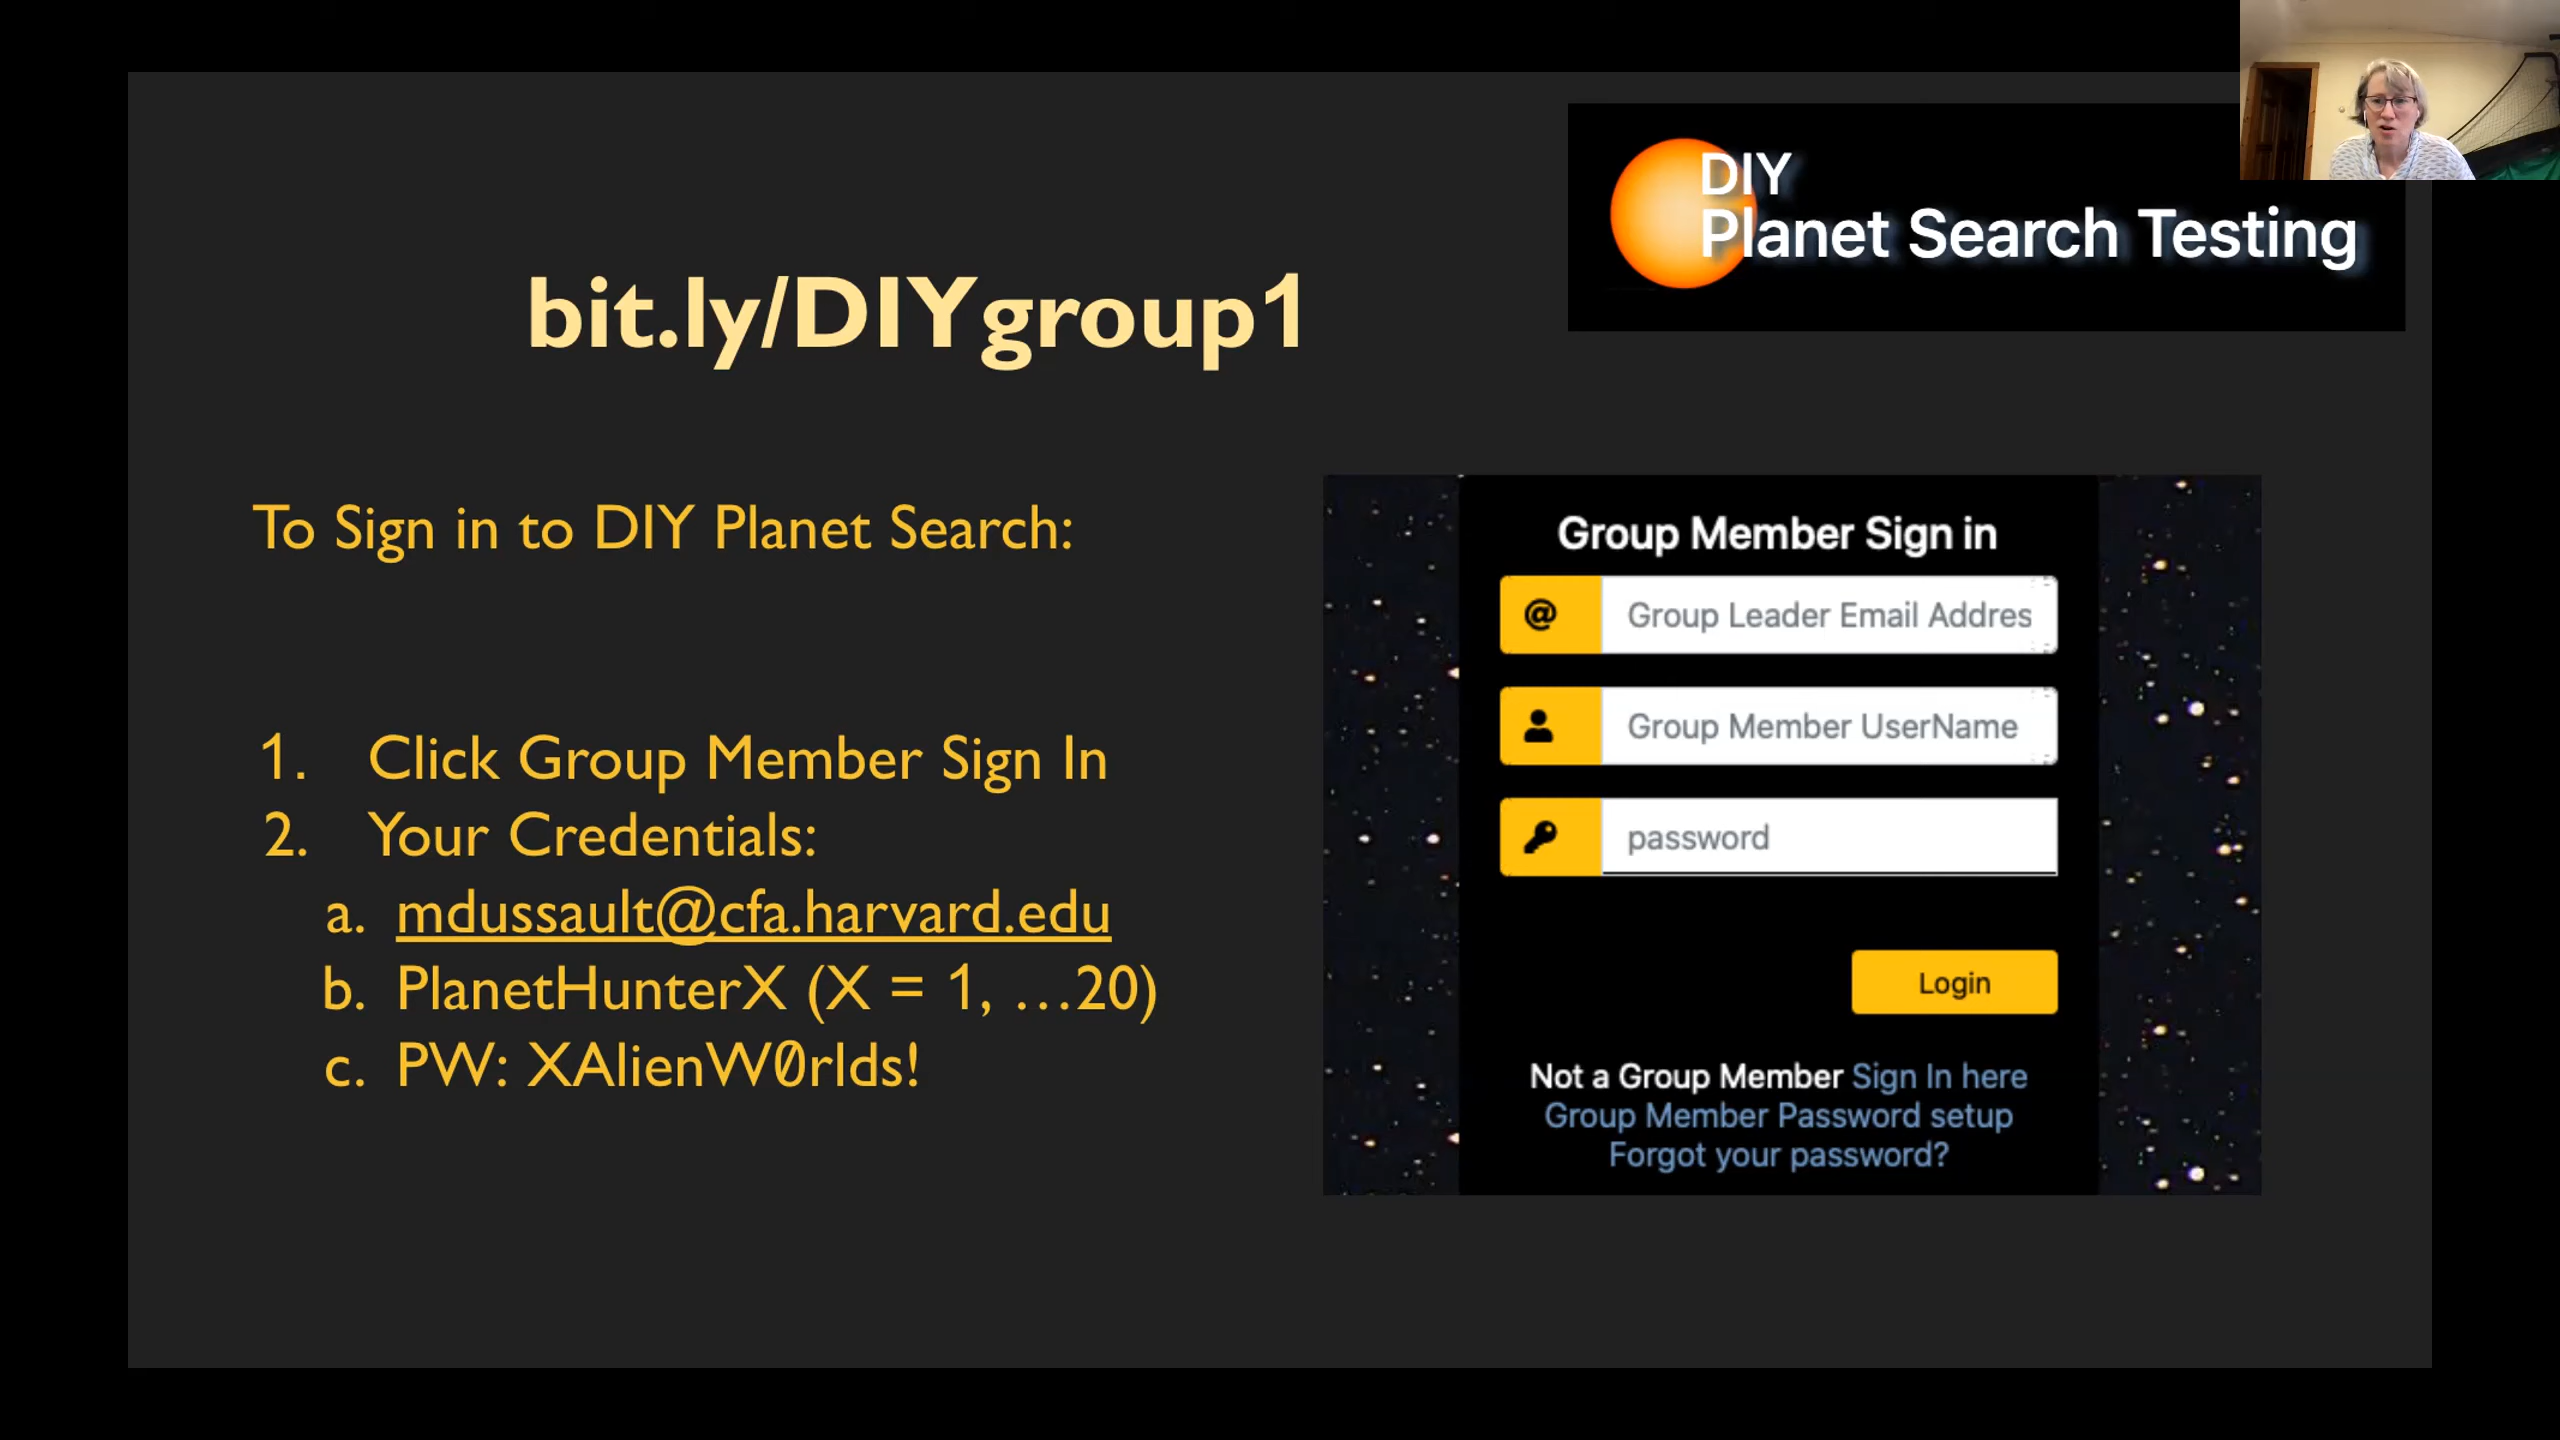 DIY
Planet Search Testing
bit.ly/DIYgroup1
To Sign in to DIY Planet Search:
1. Click Group Member Sign In
2. Your Credentials:
a. mdussault@cfa.harvard.edu
b. PlanetHunterX (X = 1, …20)
c. PW: XAlienW0rlds!
Group Member Sign in
@ Group Leader Email Addres
Group Member UserName
password
Login
Not a Group Member Sign In here
Group Member Password setup
Forgot your password?